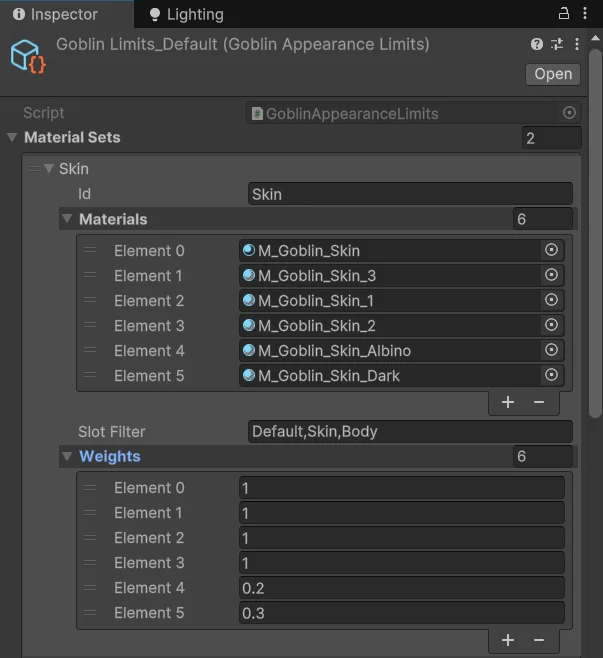 Inspector Lighting
Goblin Limits_Default (Goblin Appearance Limits)
Open
Script GoblinAppearanceLimits
Material Sets 2
Skin
Id Skin
Materials 6
Element 0 M_Goblin_Skin
Element 1 M_Goblin_Skin_3
Element 2 M_Goblin_Skin_1
Element 3 M_Goblin_Skin_2
Element 4 M_Goblin_Skin_Albino
Element 5 M_Goblin_Skin_Dark
+ −
Slot Filter Default,Skin,Body
Weights 6
Element 0 1
Element 1 1
Element 2 1
Element 3 1
Element 4 0.2
Element 5 0.3
+ −